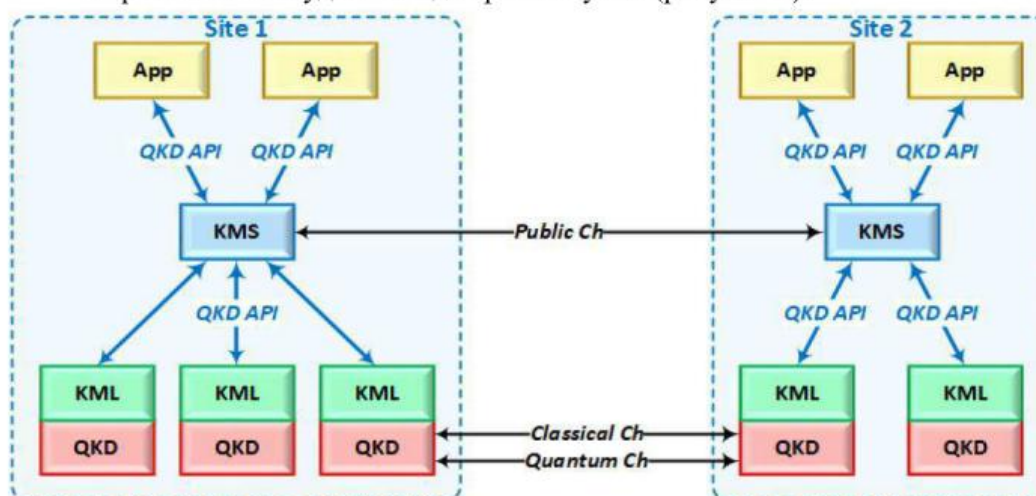 Site 1 Site 2
App App App App
QKD API QKD API QKD API QKD API
KMS Public Ch KMS
QKD API QKD API QKD API
KML KML KML KML KML
Classical Ch
QKD QKD QKD QKD QKD
Quantum Ch